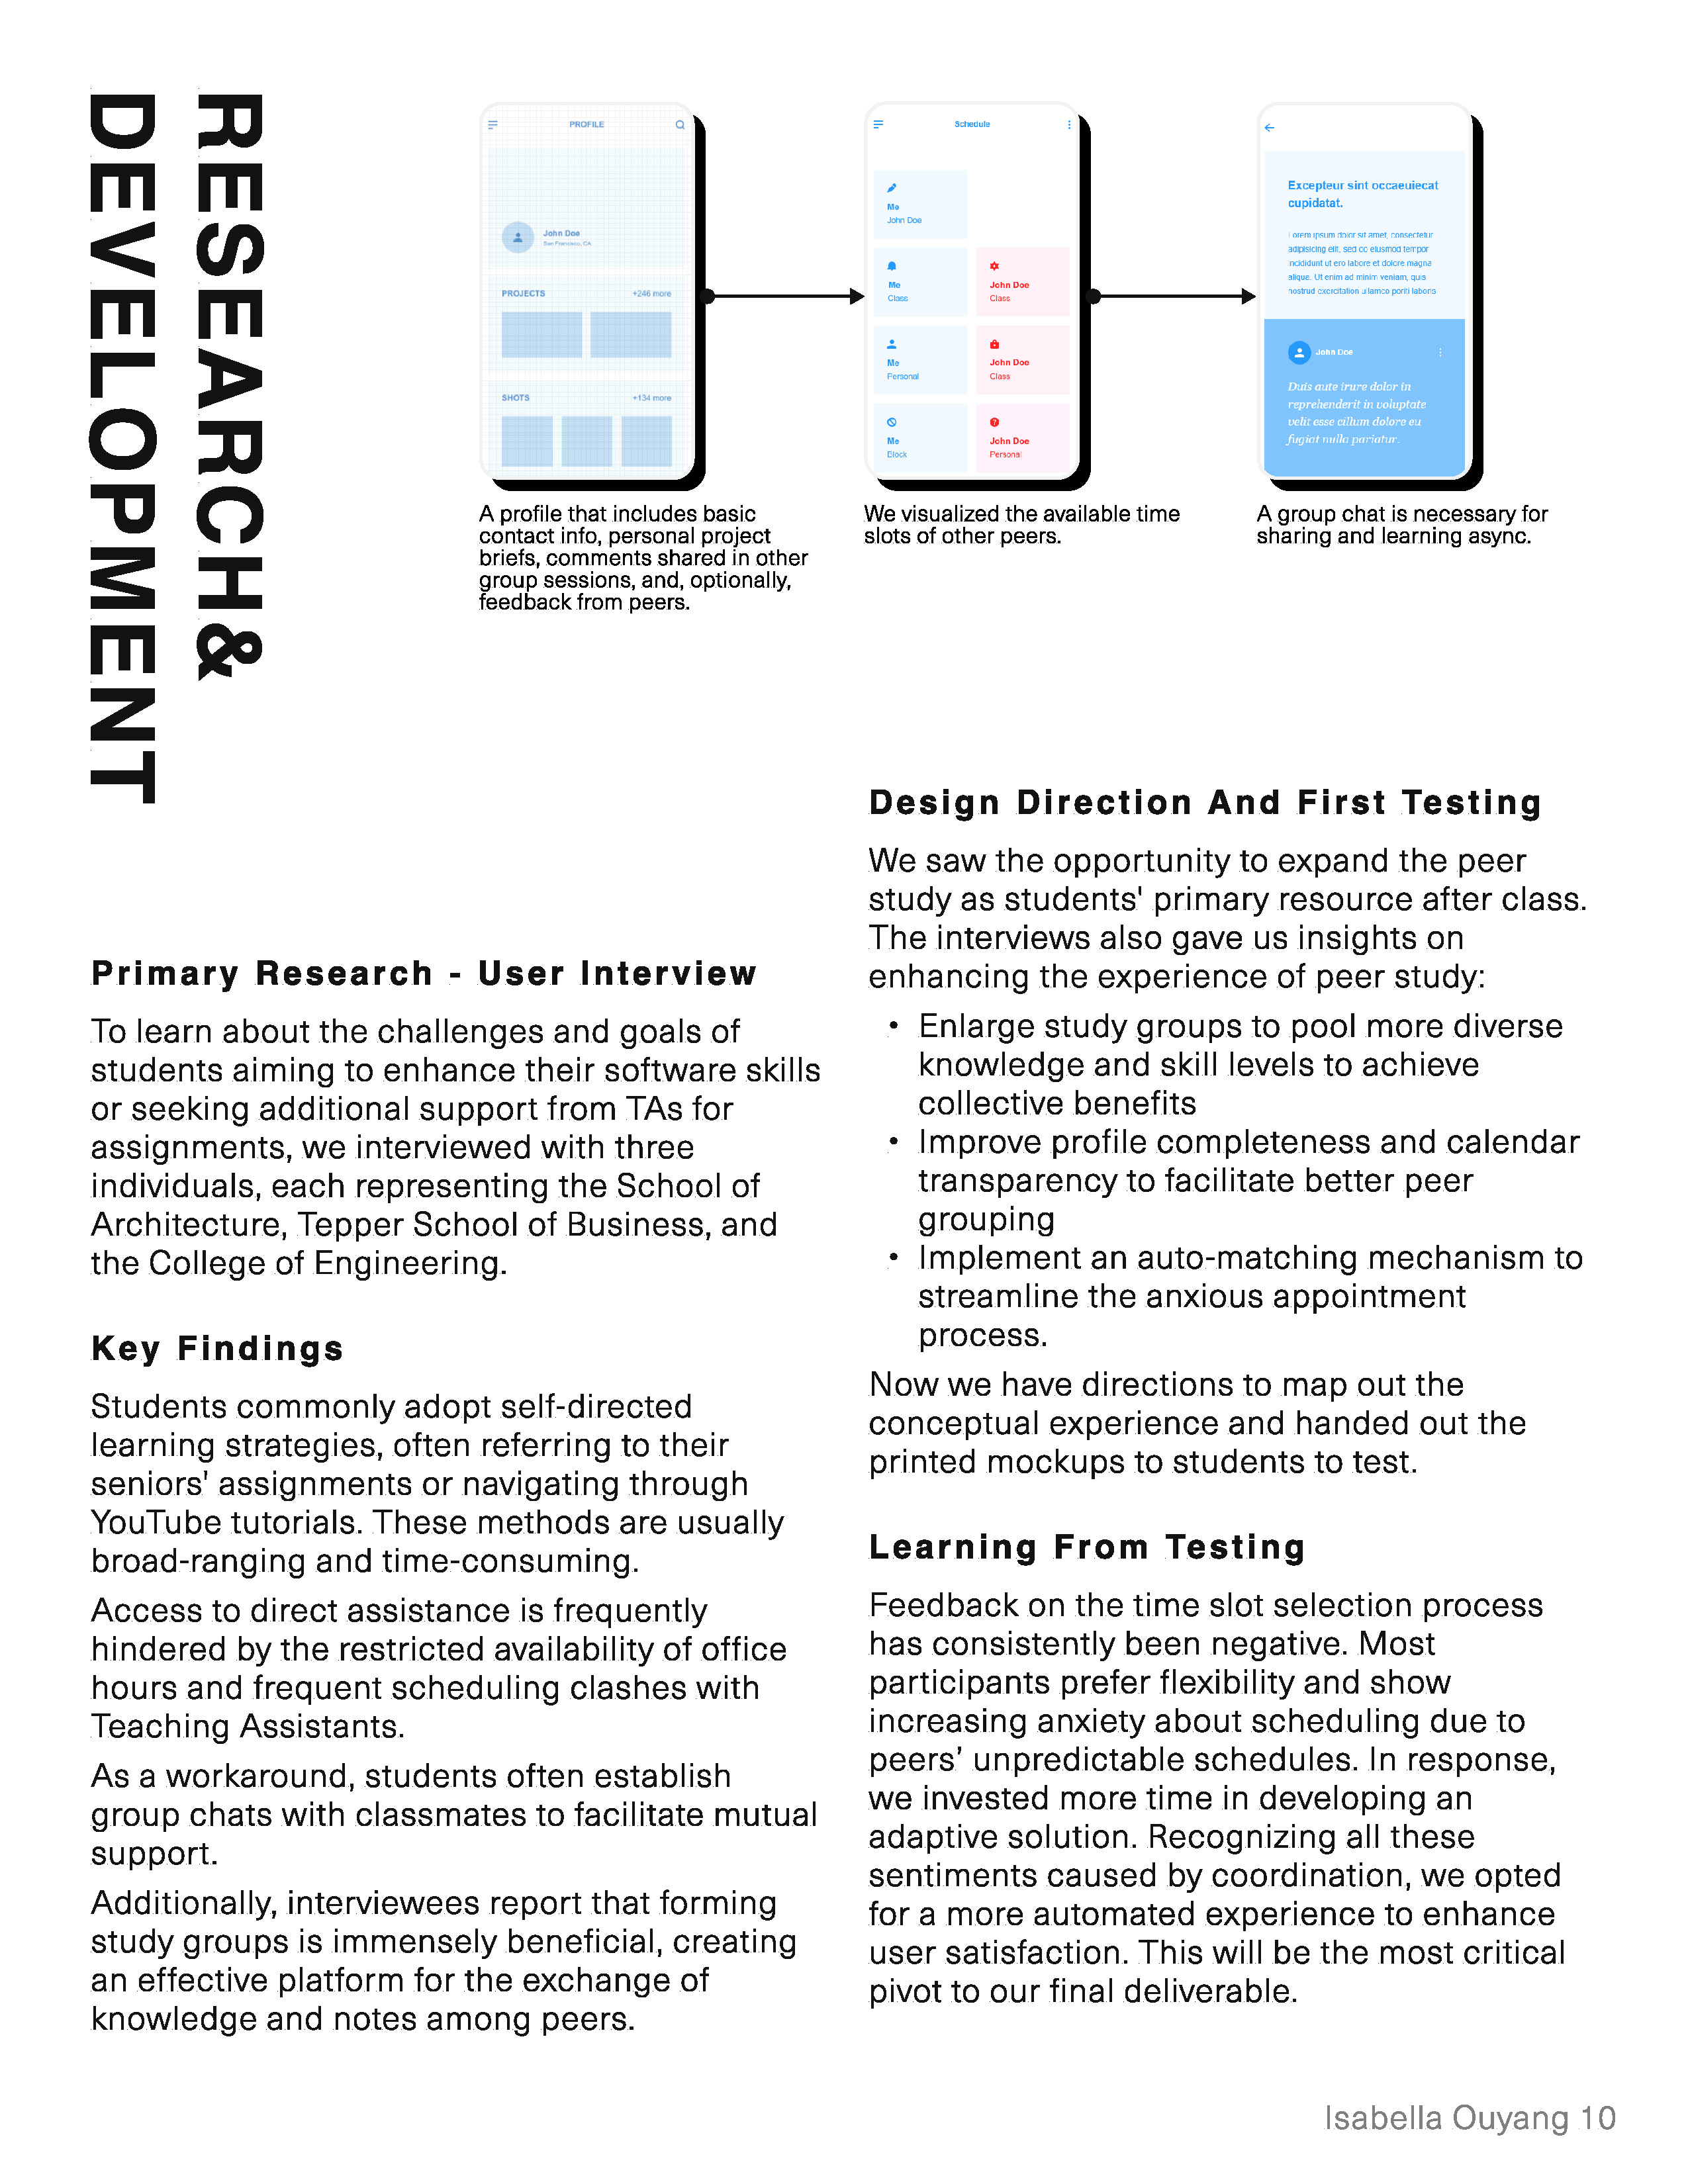 RESEARCH&
DEVELOPMENT
PROFILE
John Doe
San Francisco, CA
PROJECTS
+246 more
SHOTS
+134 more
A profile that includes basic
contact info, personal project
briefs, comments shared in other
group sessions, and, optionally,
feedback from peers.
Schedule
Me
John Doe
Me
Class
John Doe
Class
Me
Personal
John Doe
Class
Me
Block
John Doe
Personal
We visualized the available time
slots of other peers.
Excepteur sint occaeuiecat
cupidatat.
Lorem ipsum dolor sit amet, consectetur
adipisicing elit, sed do eiusmod tempor
incididunt ut ero labore et dolore magna
aliqua. Ut enim ad minim veniam, quis
nostrud exercitation ullamco poriti laboris
John Doe
Duis aute irure dolor in
reprehenderit in voluptate
velit esse cillum dolore eu
fugiat nulla pariatur.
A group chat is necessary for
sharing and learning async.
Primary Research - User Interview
To learn about the challenges and goals of
students aiming to enhance their software skills
or seeking additional support from TAs for
assignments, we interviewed with three
individuals, each representing the School of
Architecture, Tepper School of Business, and
the College of Engineering.
Key Findings
Students commonly adopt self-directed
learning strategies, often referring to their
seniors' assignments or navigating through
YouTube tutorials. These methods are usually
broad-ranging and time-consuming.
Access to direct assistance is frequently
hindered by the restricted availability of office
hours and frequent scheduling clashes with
Teaching Assistants.
As a workaround, students often establish
group chats with classmates to facilitate mutual
support.
Additionally, interviewees report that forming
study groups is immensely beneficial, creating
an effective platform for the exchange of
knowledge and notes among peers.
Design Direction And First Testing
We saw the opportunity to expand the peer
study as students' primary resource after class.
The interviews also gave us insights on
enhancing the experience of peer study:
• Enlarge study groups to pool more diverse
knowledge and skill levels to achieve
collective benefits
• Improve profile completeness and calendar
transparency to facilitate better peer
grouping
• Implement an auto-matching mechanism to
streamline the anxious appointment
process.
Now we have directions to map out the
conceptual experience and handed out the
printed mockups to students to test.
Learning From Testing
Feedback on the time slot selection process
has consistently been negative. Most
participants prefer flexibility and show
increasing anxiety about scheduling due to
peers’ unpredictable schedules. In response,
we invested more time in developing an
adaptive solution. Recognizing all these
sentiments caused by coordination, we opted
for a more automated experience to enhance
user satisfaction. This will be the most critical
pivot to our final deliverable.
Isabella Ouyang 10